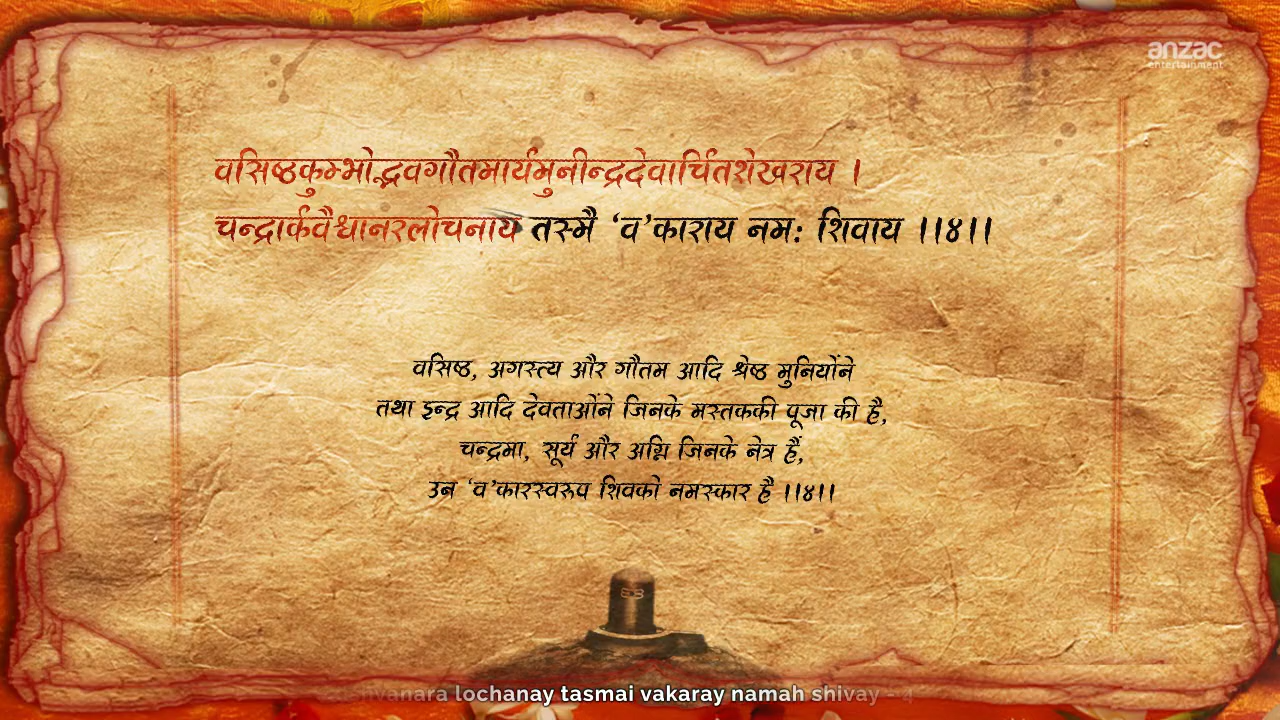 anzac
entertainment
वसिष्ठकुम्भोद्भवगौतमार्यमुनीन्द्रदेवार्चितशेखराय ।
चन्द्रार्कवैश्वानरलोचनाय तस्मै ‘व’काराय नम: शिवाय ।।४।।
वसिष्ठ, अगस्त्य और गौतम आदि श्रेष्ठ मुनियोंने
तथा इन्द्र आदि देवताओंने जिनके मस्तककी पूजा की है,
चन्द्रमा, सूर्य और अग्नि जिनके नेत्र हैं,
उन ‘व’कारस्वरूप शिवको नमस्कार है ।।४।।
lochanay tasmai vakaray namah shivay - 4